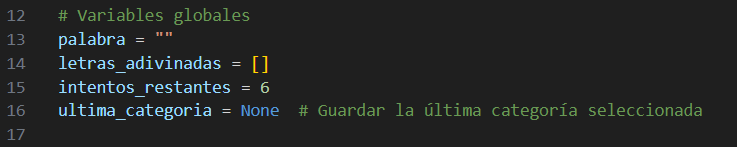 12 # Variables globales
13 palabra = ""
14 letras_adivinadas = []
15 intentos_restantes = 6
16 ultima_categoria = None  # Guardar la última categoría seleccionada
17